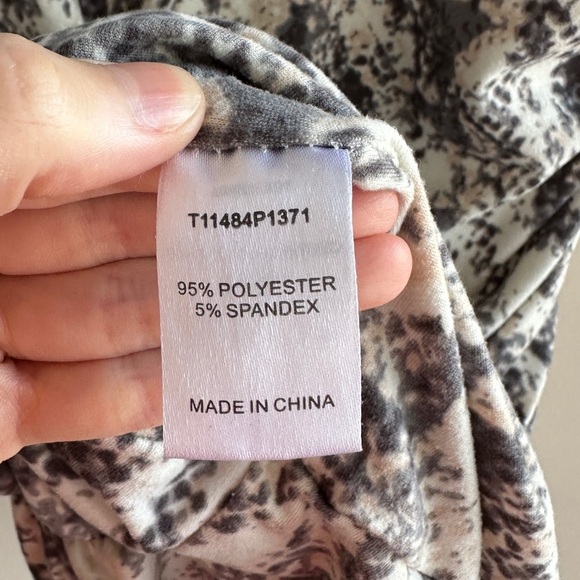 T11484P1371
95% POLYESTER
5% SPANDEX
MADE IN CHINA